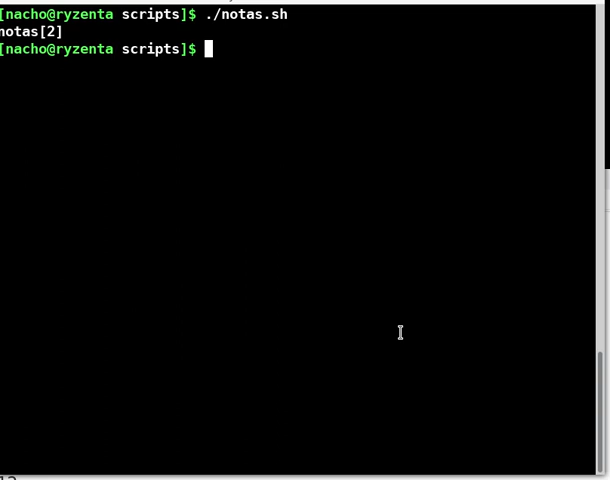 [nacho@ryzenta scripts]$ ./notas.sh
notas[2]
[nacho@ryzenta scripts]$